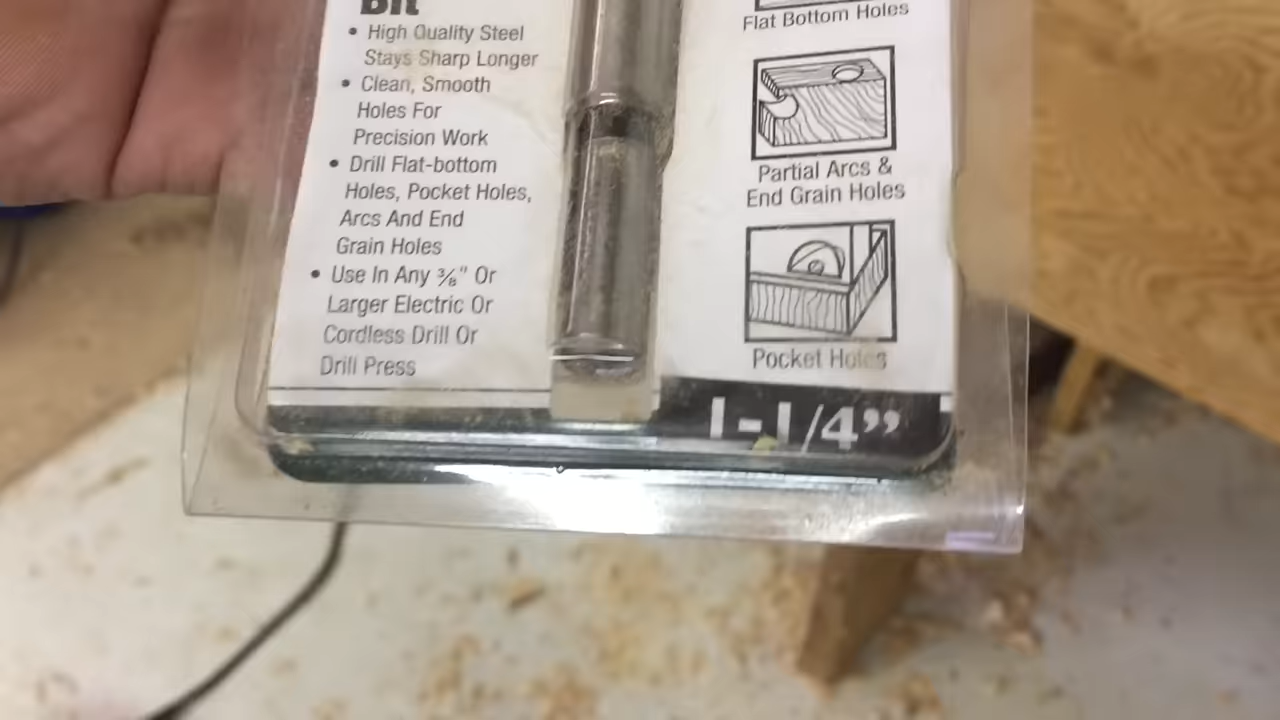 Bit
• High Quality Steel
Stays Sharp Longer
• Clean, Smooth
Holes For
Precision Work
• Drill Flat-bottom
Holes, Pocket Holes,
Arcs And End
Grain Holes
• Use In Any ⅜" Or
Larger Electric Or
Cordless Drill Or
Drill Press
Flat Bottom Holes
Partial Arcs &
End Grain Holes
Pocket Holes
1-1/4”